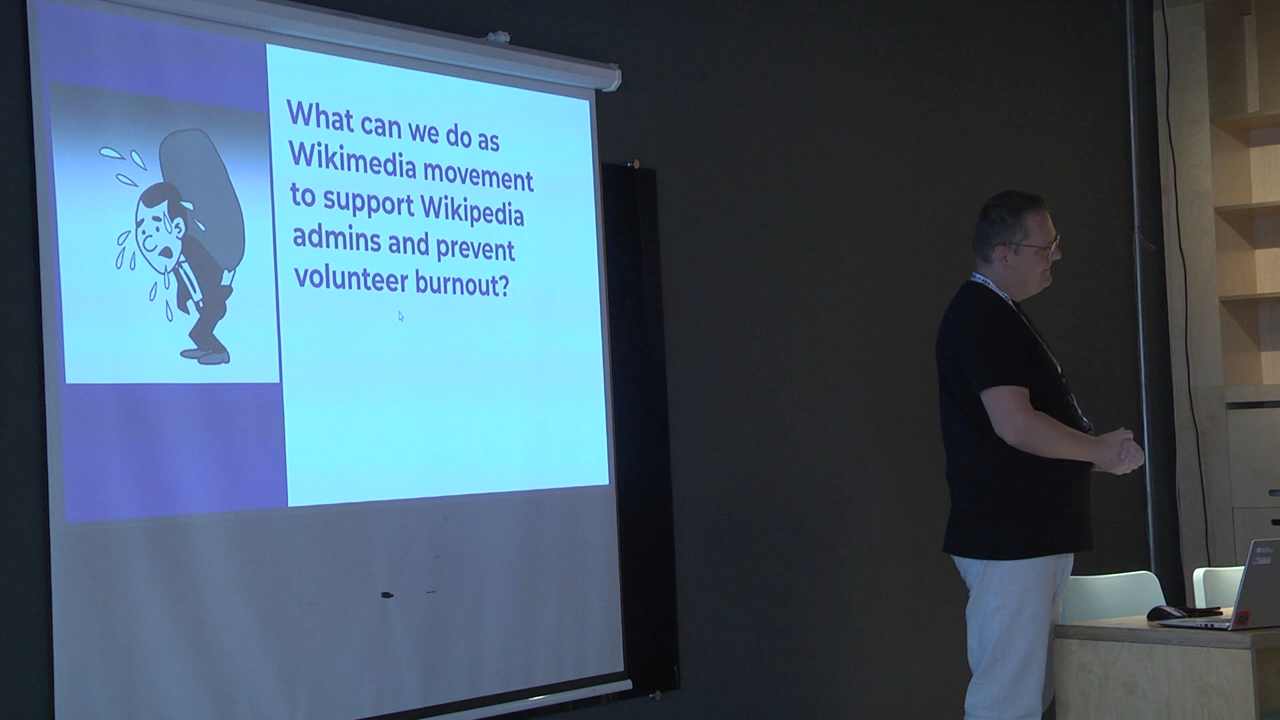 What can we do as
Wikimedia movement
to support Wikipedia
admins and prevent
volunteer burnout?